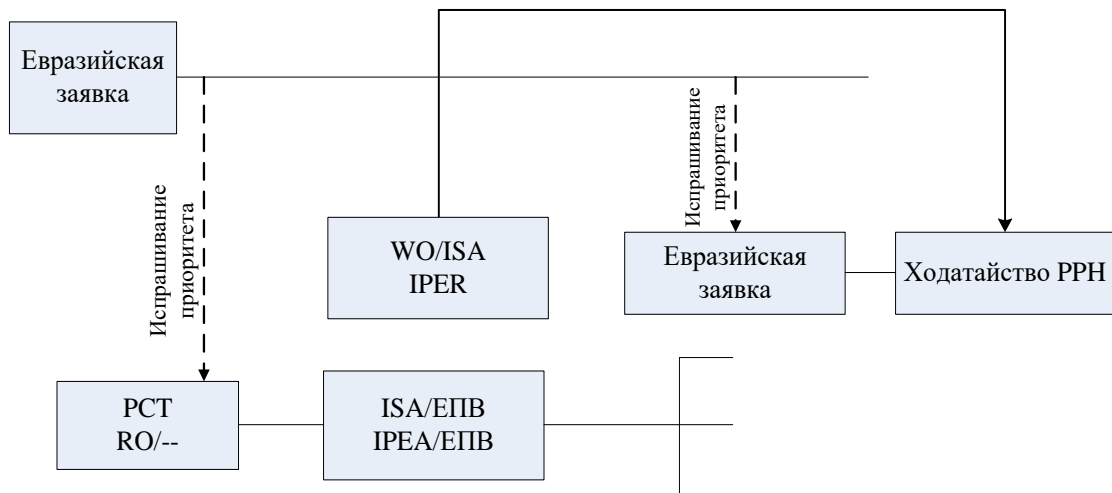 Евразийская
заявка
Испрашивание
приоритета
Испрашивание
приоритета
WO/ISA
IPER
Евразийская
заявка
Ходатайство PPH
PCT
RO/--
ISA/ЕПВ
IPEA/ЕПВ